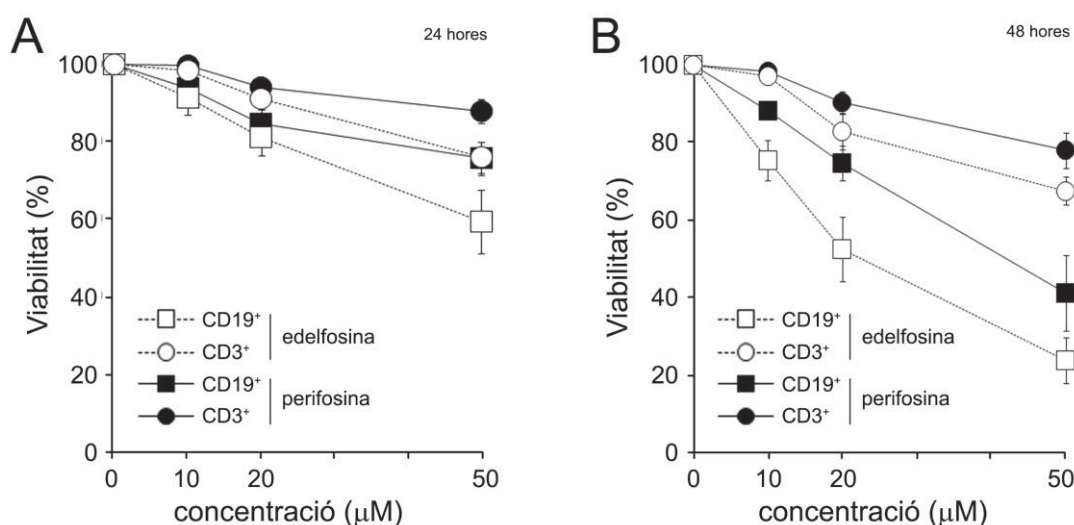 A
24 hores
100
80
60
40
20
0
Viabilitat (%)
CD19⁺
CD3⁺
edelfosina
CD19⁺
CD3⁺
perifosina
0 10 20 50
concentració (μM)
B
48 hores
100
80
60
40
20
0
Viabilitat (%)
CD19⁺
CD3⁺
edelfosina
CD19⁺
CD3⁺
perifosina
0 10 20 50
concentració (μM)